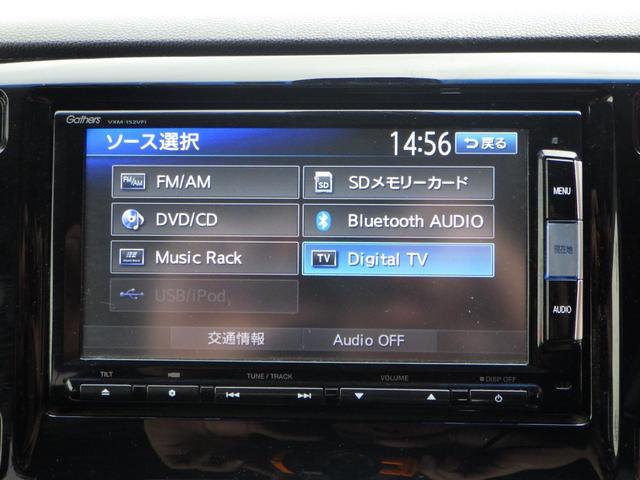 Gathers
VXM-152VFi
ソース選択
14:56
戻る
FM/AM
FM/AM
SD
SDメモリーカード
DVD/CD
Bluetooth AUDIO
Music Rack
TV
Digital TV
USB/iPod
交通情報
Audio OFF
MENU
現在地
AUDIO
TILT
TUNE / TRACK
VOLUME
DISP OFF